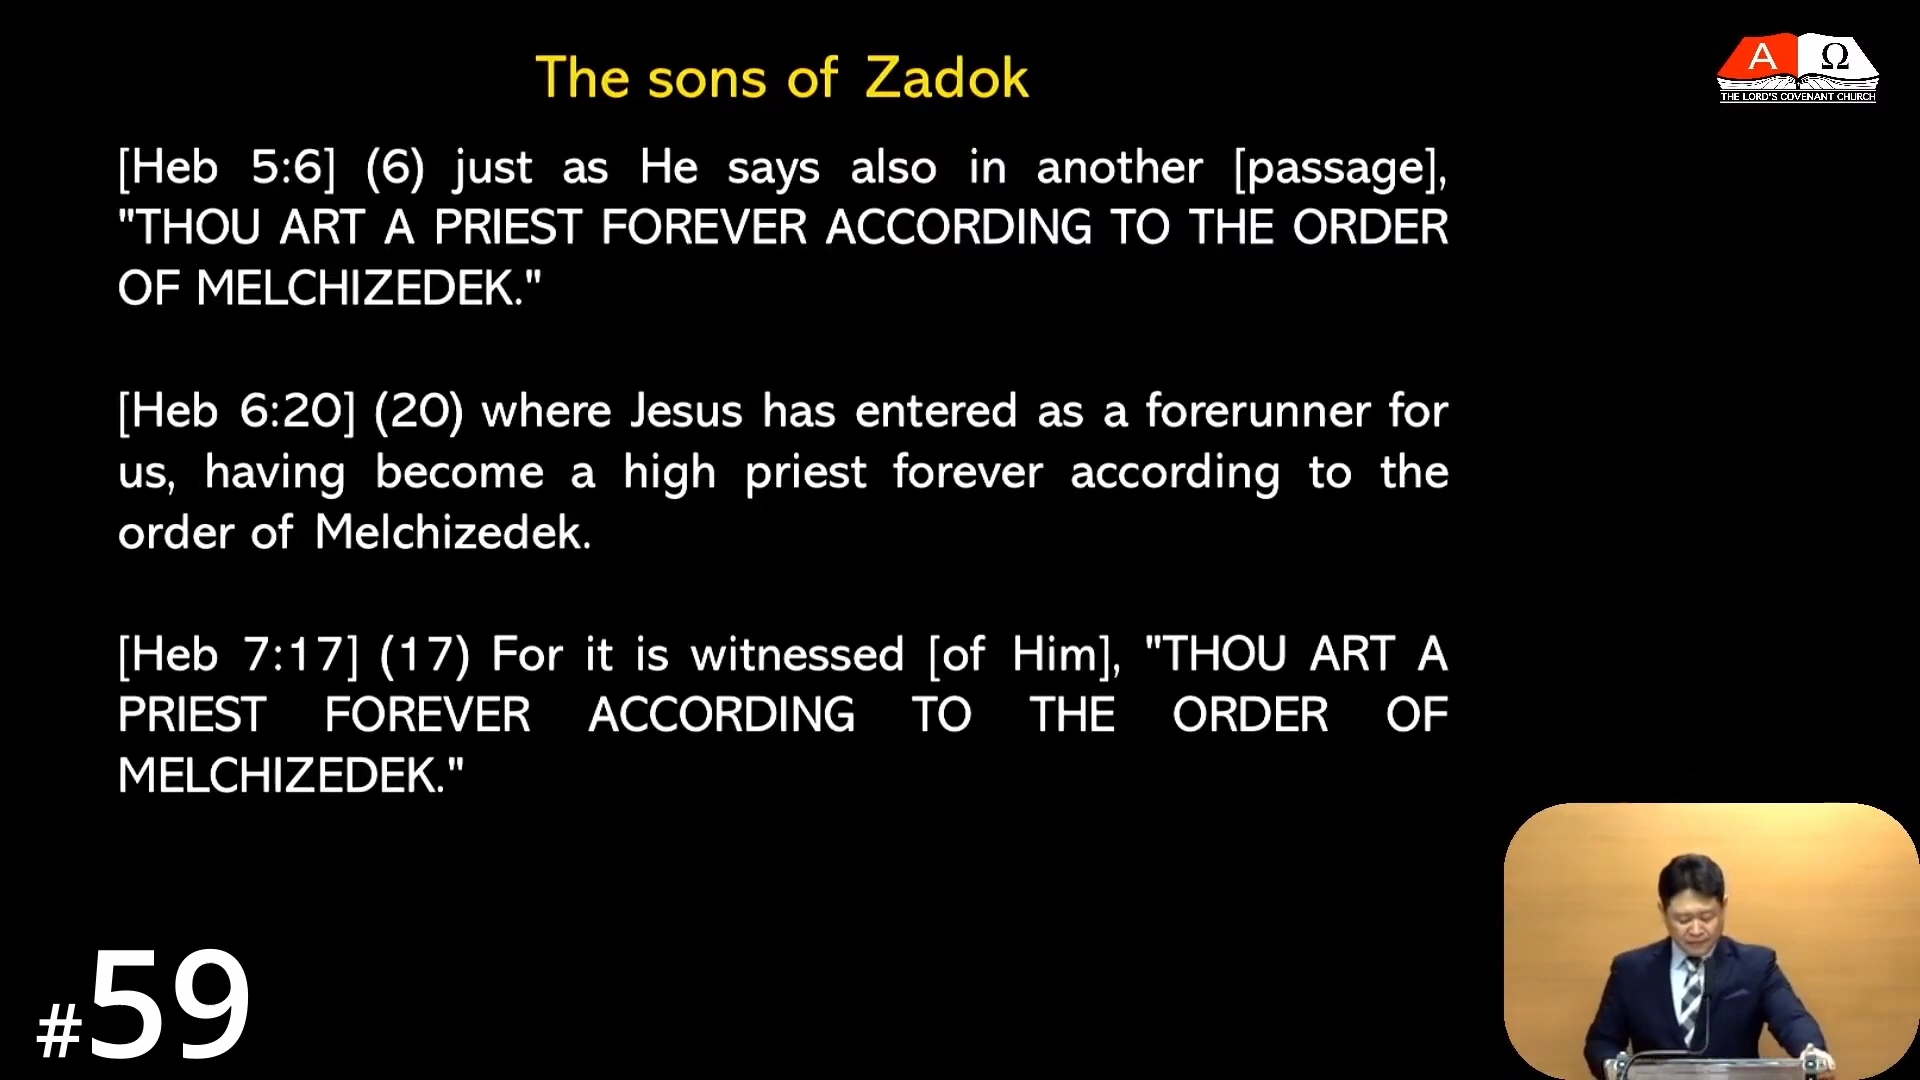 The sons of Zadok
A Ω
THE LORD'S COVENANT CHURCH
[Heb 5:6] (6) just as He says also in another [passage],
"THOU ART A PRIEST FOREVER ACCORDING TO THE ORDER
OF MELCHIZEDEK."
[Heb 6:20] (20) where Jesus has entered as a forerunner for
us, having become a high priest forever according to the
order of Melchizedek.
[Heb 7:17] (17) For it is witnessed [of Him], "THOU ART A
PRIEST FOREVER ACCORDING TO THE ORDER OF
MELCHIZEDEK."
#59